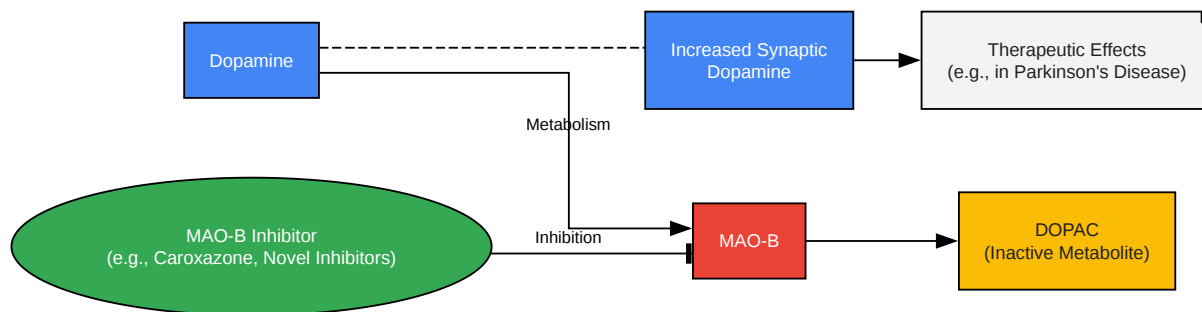 Dopamine
Increased Synaptic
Dopamine
Therapeutic Effects
(e.g., in Parkinson's Disease)
Metabolism
MAO-B Inhibitor
(e.g., Caroxazone, Novel Inhibitors)
Inhibition
MAO-B
DOPAC
(Inactive Metabolite)